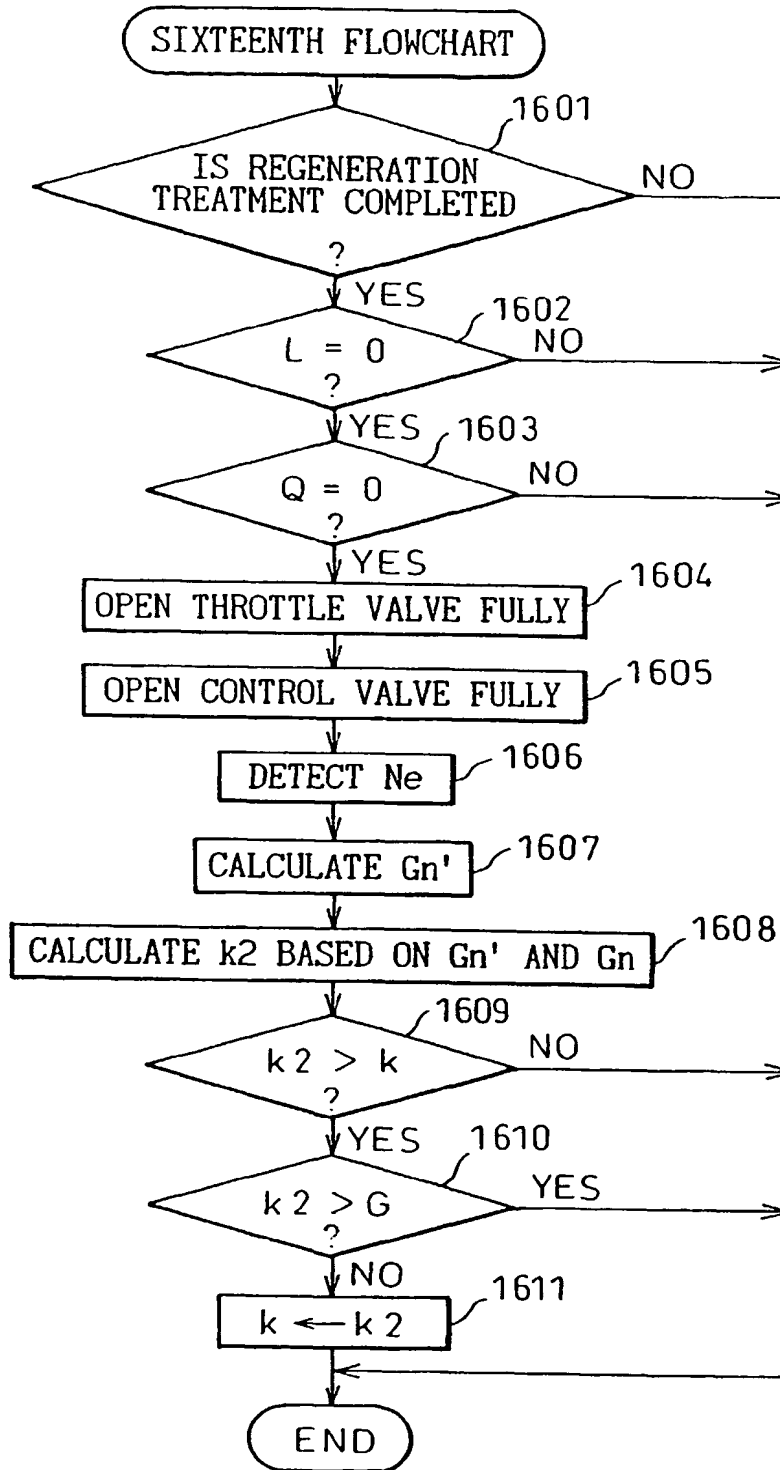 SIXTEENTH FLOWCHART
1601
IS REGENERATION
TREATMENT COMPLETED
?
NO
YES
1602
L = 0
?
NO
YES
1603
Q = 0
?
NO
YES
1604
OPEN THROTTLE VALVE FULLY
1605
OPEN CONTROL VALVE FULLY
1606
DETECT Ne
1607
CALCULATE Gn'
1608
CALCULATE k2 BASED ON Gn' AND Gn
1609
k2 > k
?
NO
YES
1610
k2 > G
?
YES
NO
1611
k ← k2
END